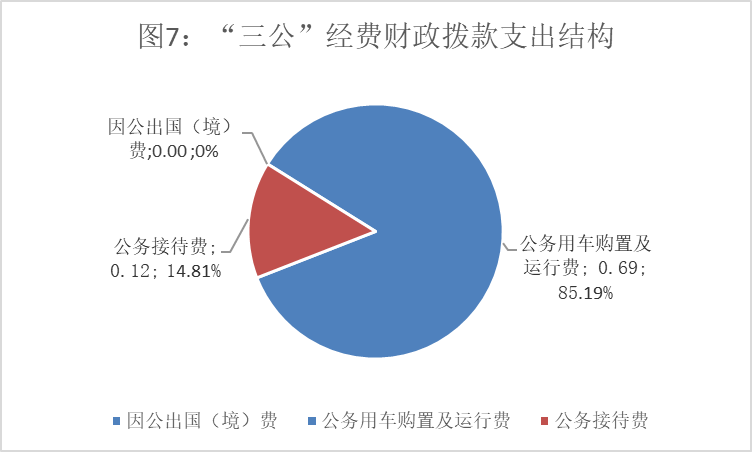 图7：“三公”经费财政拨款支出结构
因公出国（境）
费;0.00;0%
公务接待费;
0.12; 14.81%
公务用车购置及
运行费; 0.69;
85.19%
因公出国（境）费 公务用车购置及运行费 公务接待费